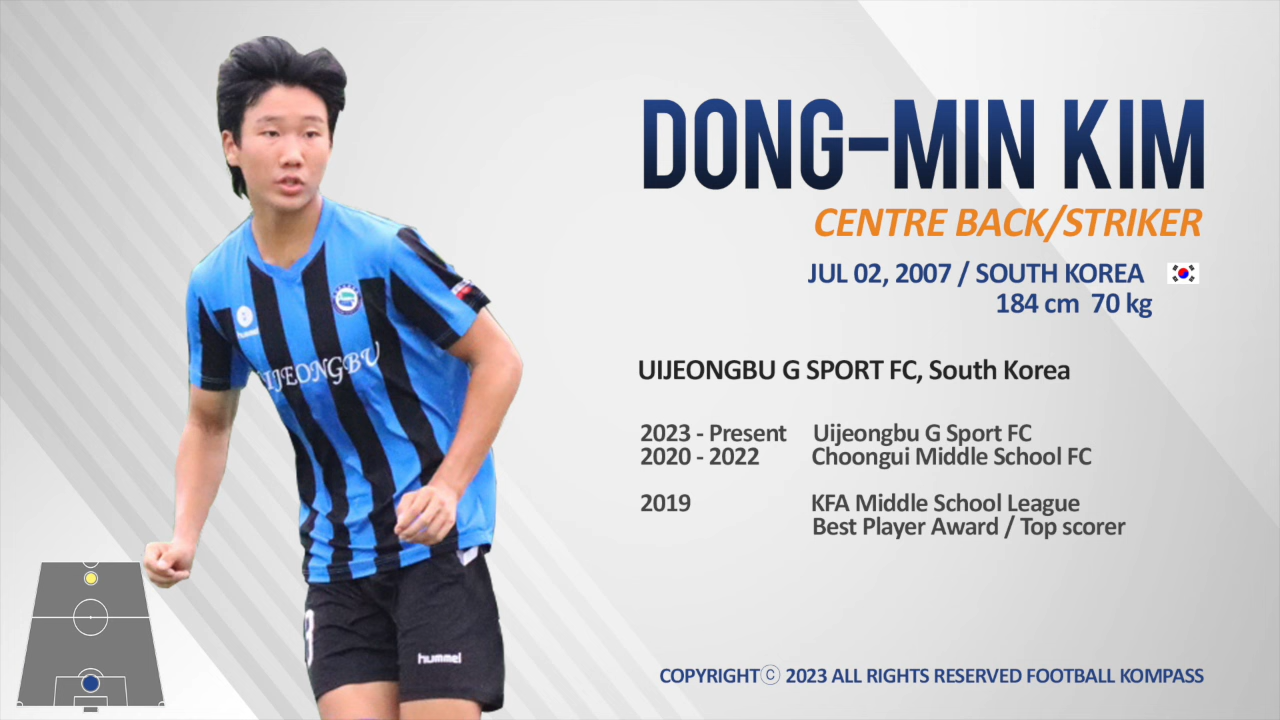 DONG-MIN KIM
CENTRE BACK/STRIKER
JUL 02, 2007 / SOUTH KOREA
184 cm 70 kg
UIJEONGBU G SPORT FC, South Korea
2023 - Present Uijeongbu G Sport FC
2020 - 2022 Choongui Middle School FC
2019 KFA Middle School League
Best Player Award / Top scorer
UIJEONGBU
hummel
COPYRIGHTⓒ 2023 ALL RIGHTS RESERVED FOOTBALL KOMPASS